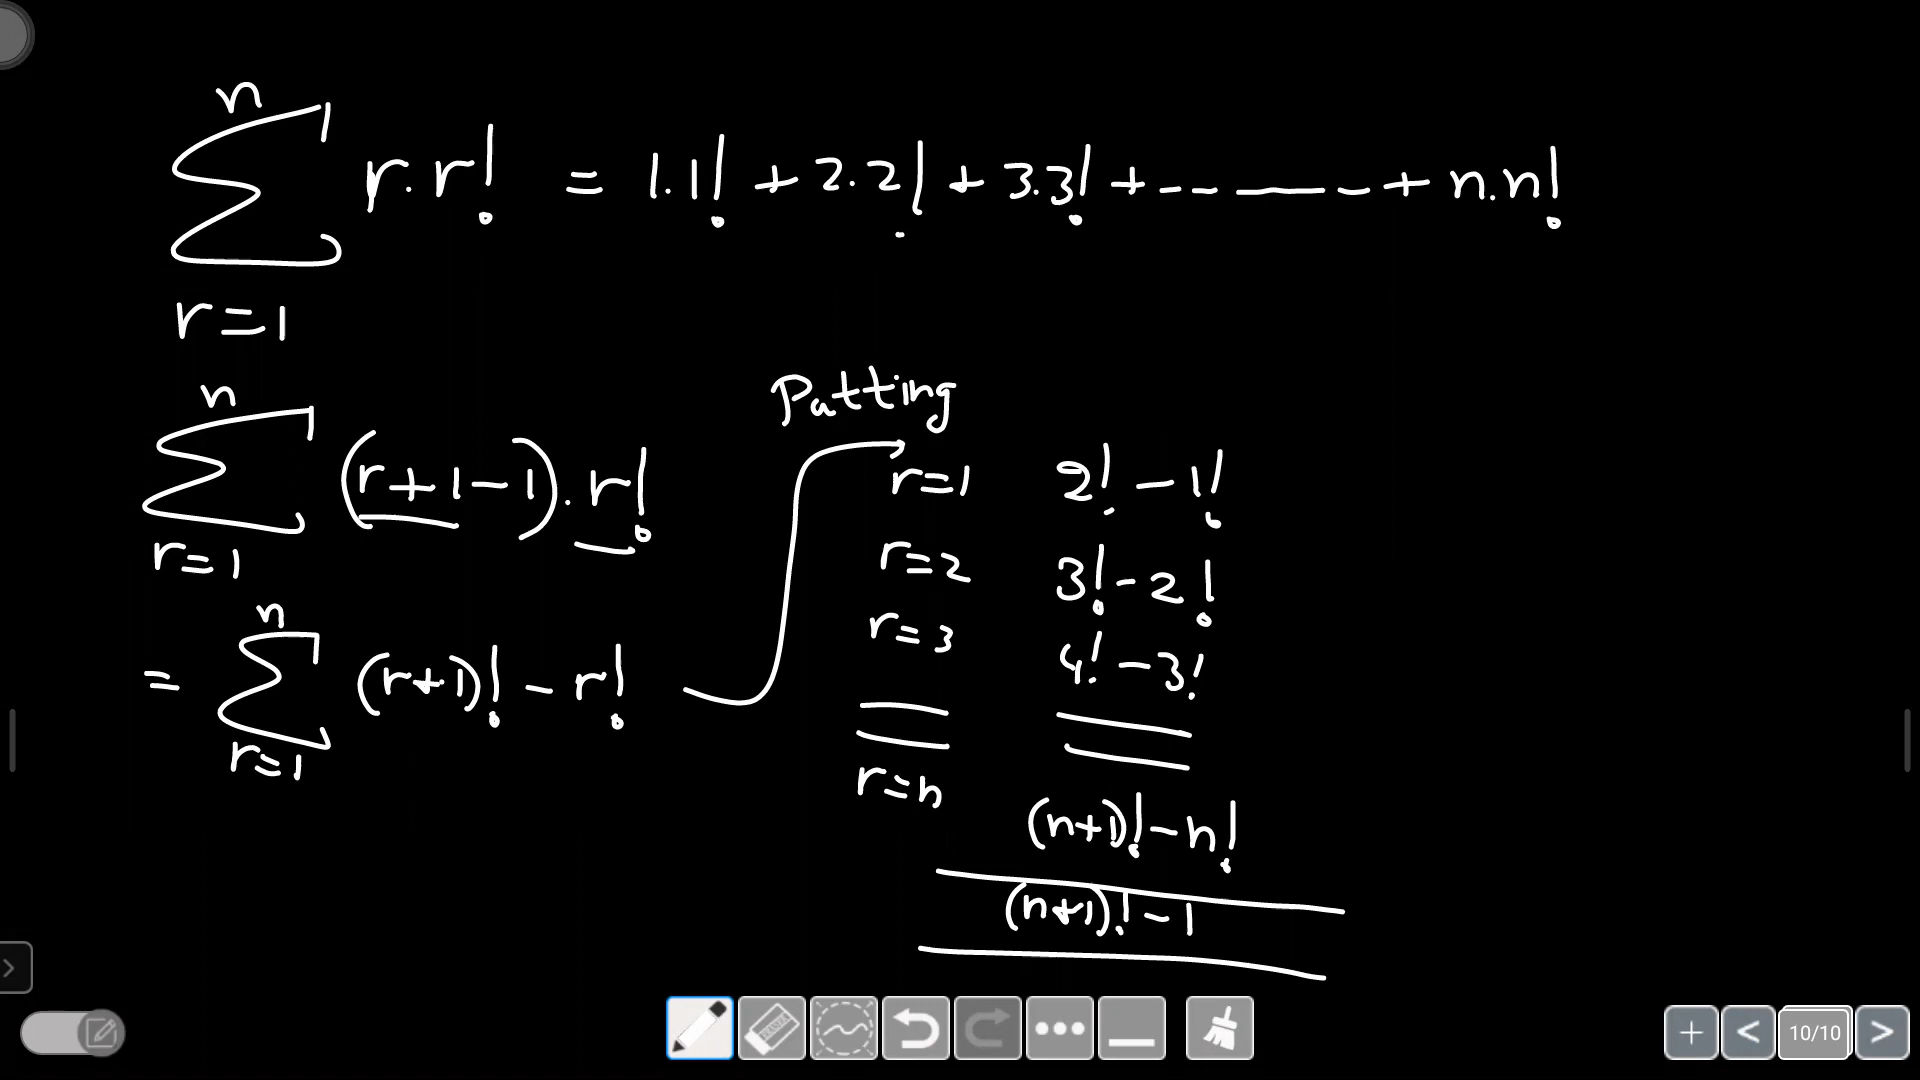 n
∑ r.r! = 1.1! + 2.2! + 3.3! + -- — - + n.n!
r=1
n
∑ (r+1-1).r!
r=1
n
= ∑ (r+1)! - r!
r=1
Putting
r=1 2! - 1!
r=2 3! - 2!
r=3 4! - 3!
r=n (n+1)! - n!
(n+1)! - 1
10/10